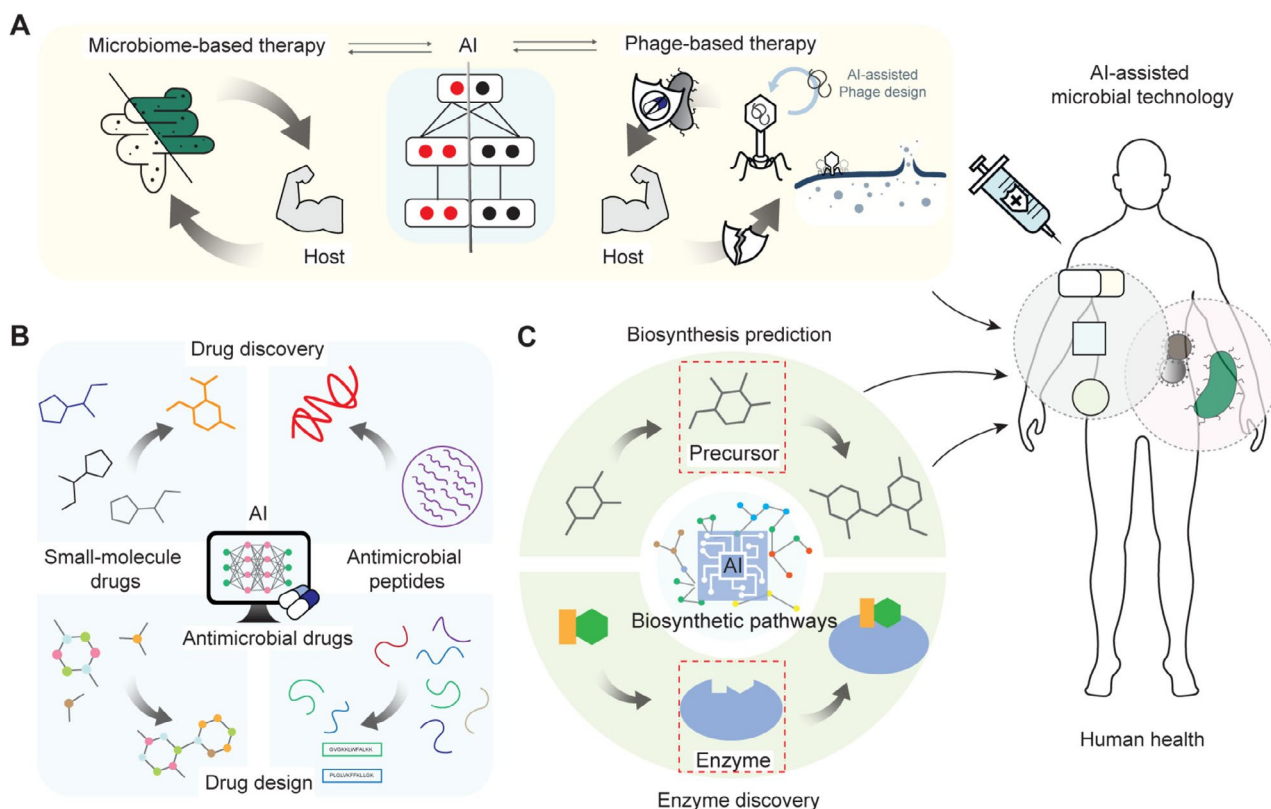 A
Microbiome-based therapy
AI
Phage-based therapy
AI-assisted
Phage design
Host
Host
AI-assisted
microbial technology
B
Drug discovery
AI
Small-molecule
drugs
Antimicrobial
peptides
Antimicrobial drugs
GVGKKLWFALKK
PLGLVKFFKLLGK
Drug design
C
Biosynthesis prediction
Precursor
AI
Biosynthetic pathways
Enzyme
Enzyme discovery
Human health